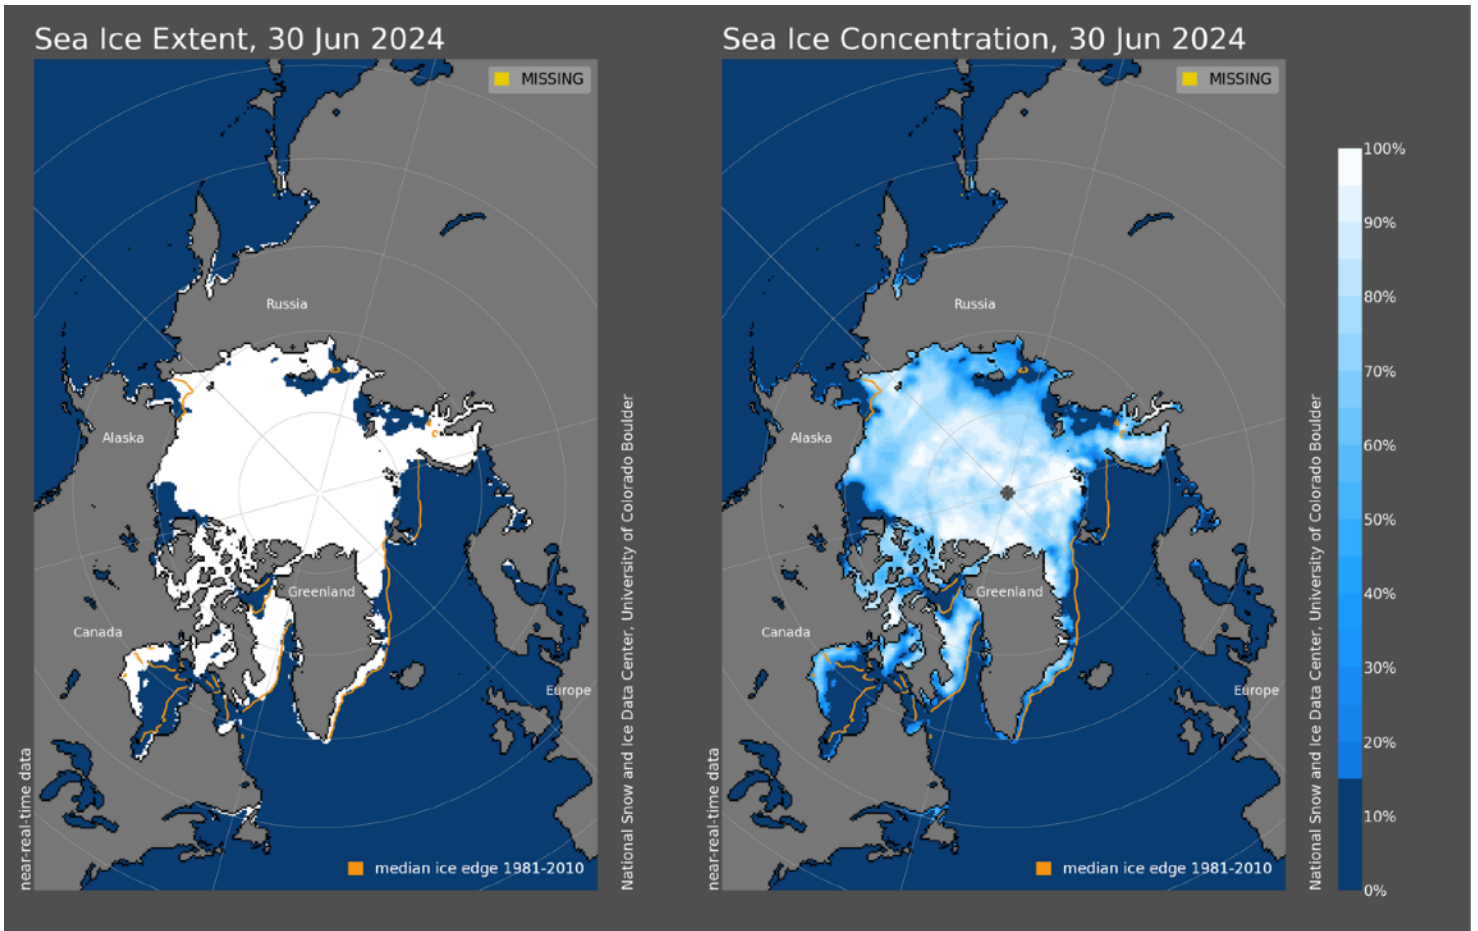 Sea Ice Extent, 30 Jun 2024
MISSING
Russia
Alaska
Greenland
Canada
Europe
near-real-time data
National Snow and Ice Data Center, University of Colorado Boulder
median ice edge 1981-2010
Sea Ice Concentration, 30 Jun 2024
MISSING
Russia
Alaska
Greenland
Canada
Europe
near-real-time data
National Snow and Ice Data Center, University of Colorado Boulder
median ice edge 1981-2010
100%
90%
80%
70%
60%
50%
40%
30%
20%
10%
0%